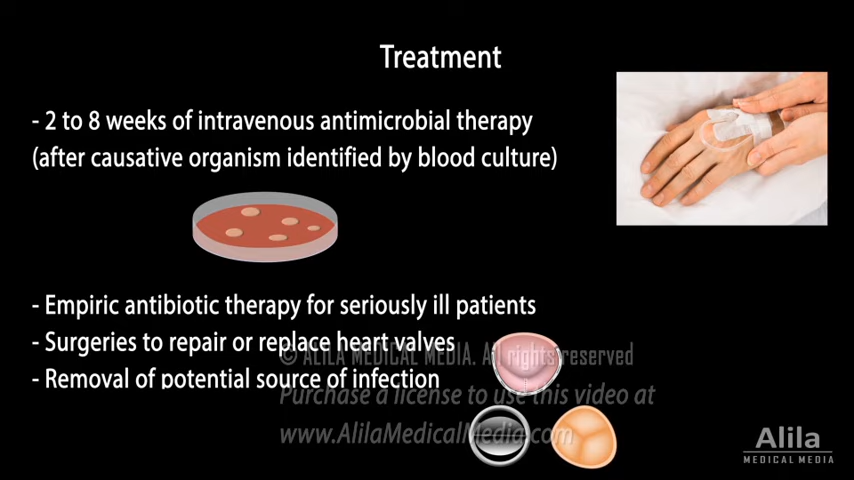 Treatment
- 2 to 8 weeks of intravenous antimicrobial therapy
(after causative organism identified by blood culture)
- Empiric antibiotic therapy for seriously ill patients
- Surgeries to repair or replace heart valves
© ALILA MEDICAL MEDIA. All rights reserved
- Removal of potential source of infection
Purchase a license to use this video at
www.AlilaMedicalMedia.com
Alila
MEDICAL MEDIA